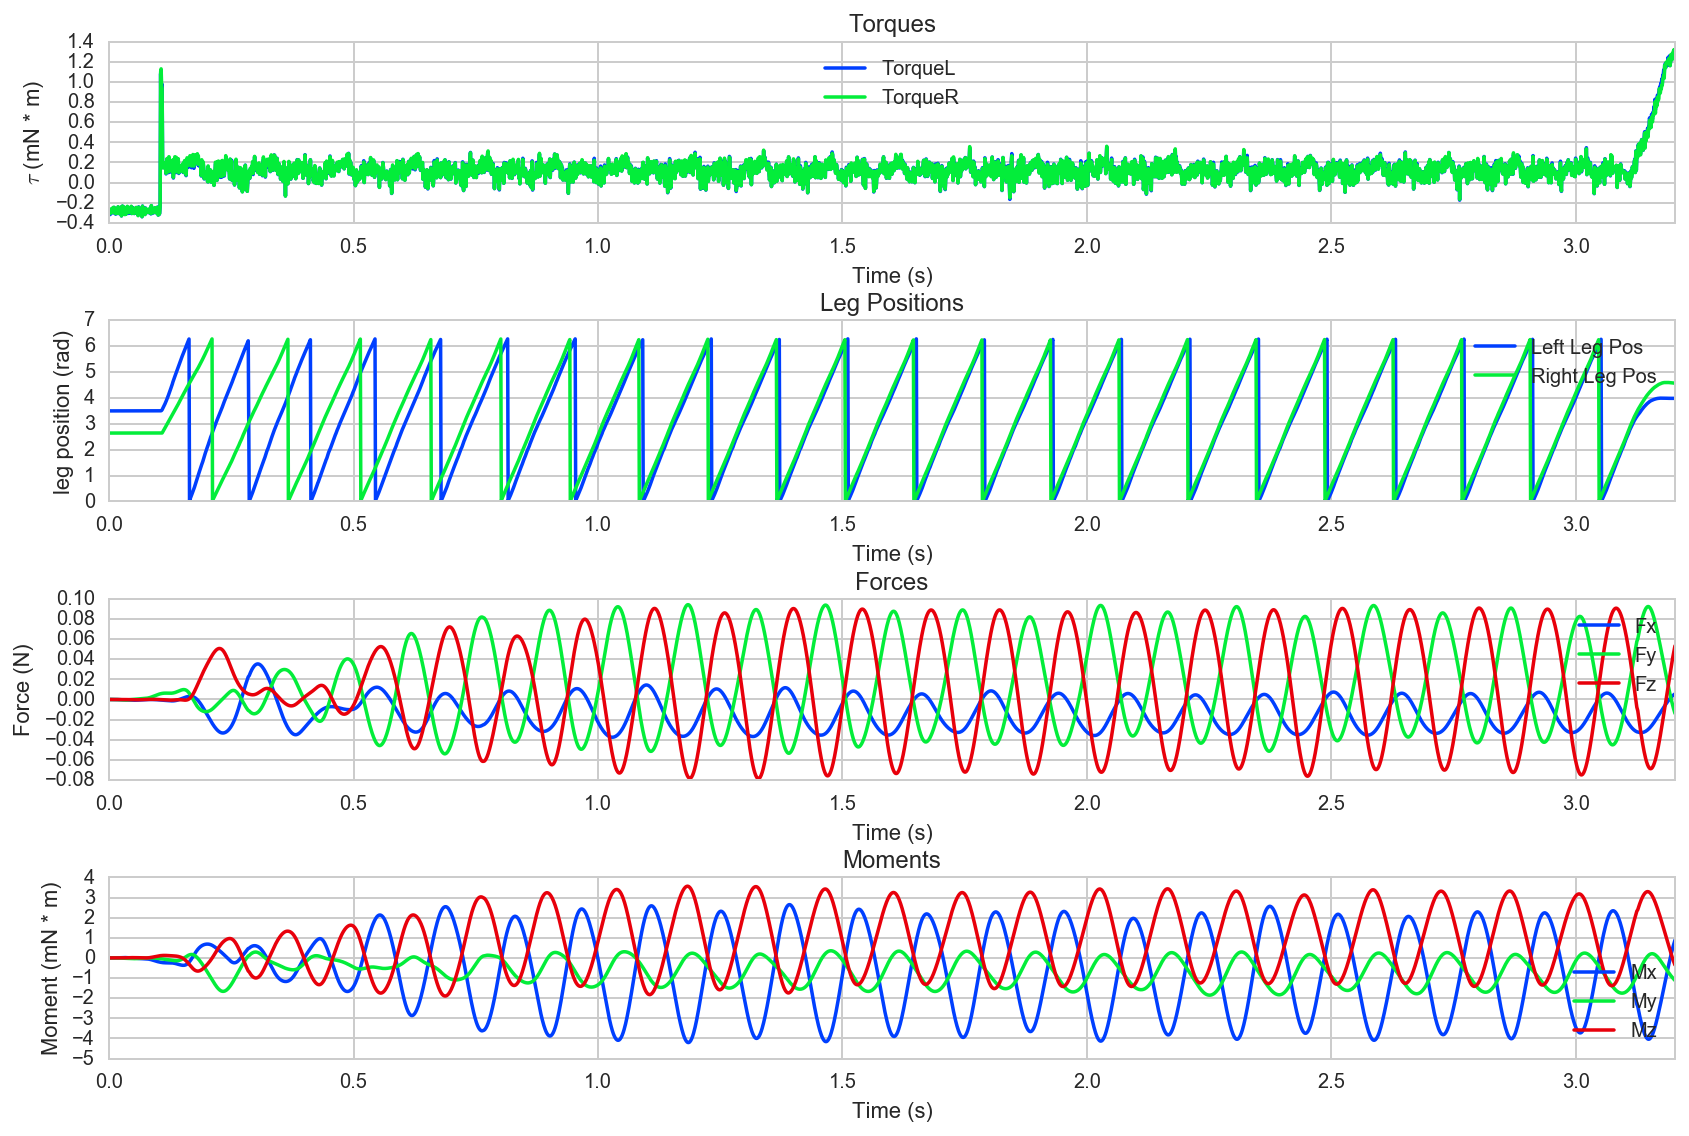 Torques
τ (mN * m)
1.4
1.2
1.0
0.8
0.6
0.4
0.2
0.0
−0.2
−0.4
TorqueL
TorqueR
0.0 0.5 1.0 1.5 2.0 2.5 3.0
Time (s)
Leg Positions
leg position (rad)
7
6
5
4
3
2
1
0
Left Leg Pos
Right Leg Pos
0.0 0.5 1.0 1.5 2.0 2.5 3.0
Time (s)
Forces
Force (N)
0.10
0.08
0.06
0.04
0.02
0.00
−0.02
−0.04
−0.06
−0.08
Fx
Fy
Fz
0.0 0.5 1.0 1.5 2.0 2.5 3.0
Time (s)
Moments
Moment (mN * m)
4
3
2
1
0
−1
−2
−3
−4
−5
Mx
My
Mz
0.0 0.5 1.0 1.5 2.0 2.5 3.0
Time (s)